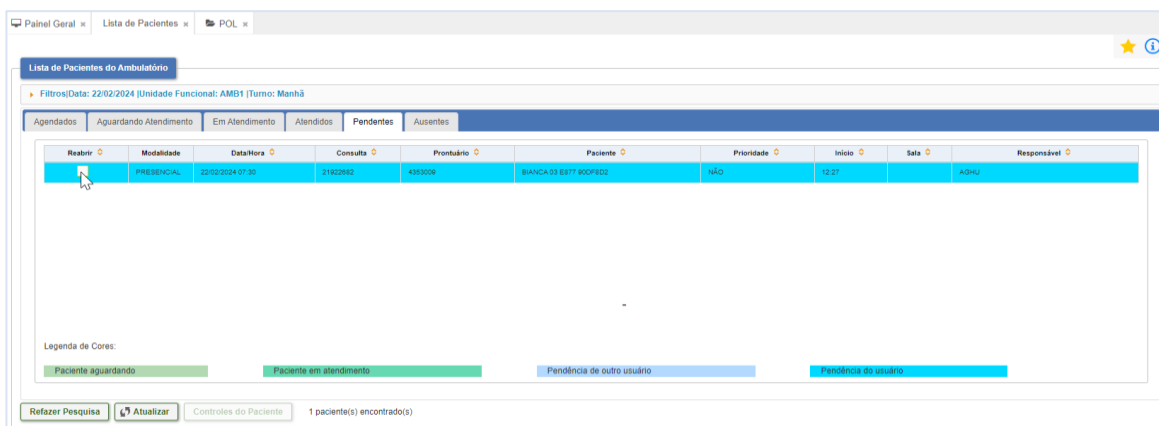 Painel Geral × Lista de Pacientes × POL ×
Lista de Pacientes do Ambulatório
Filtros|Data: 22/02/2024 |Unidade Funcional: AMB1 |Turno: Manhã
Agendados Aguardando Atendimento Em Atendimento Atendidos Pendentes Ausentes
Reabrir Modalidade Data/Hora Consulta Prontuário Paciente Prioridade Início Sala Responsável
PRESENCIAL 22/02/2024 07:30 21922682 4353009 BIANCA 03 E877 90DF8D2 NÃO 12:27 AGHU
Legenda de Cores:
Paciente aguardando Paciente em atendimento Pendência de outro usuário Pendência do usuário
Refazer Pesquisa Atualizar Controles do Paciente 1 paciente(s) encontrado(s)